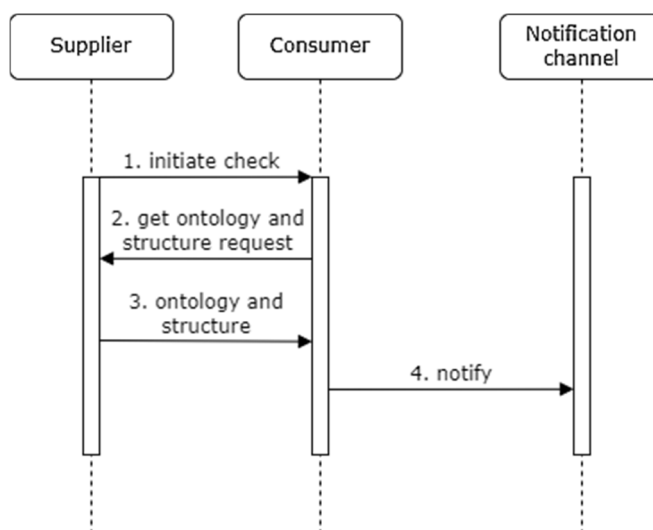 Supplier
Consumer
Notification
channel
1. initiate check
2. get ontology and
structure request
3. ontology and
structure
4. notify